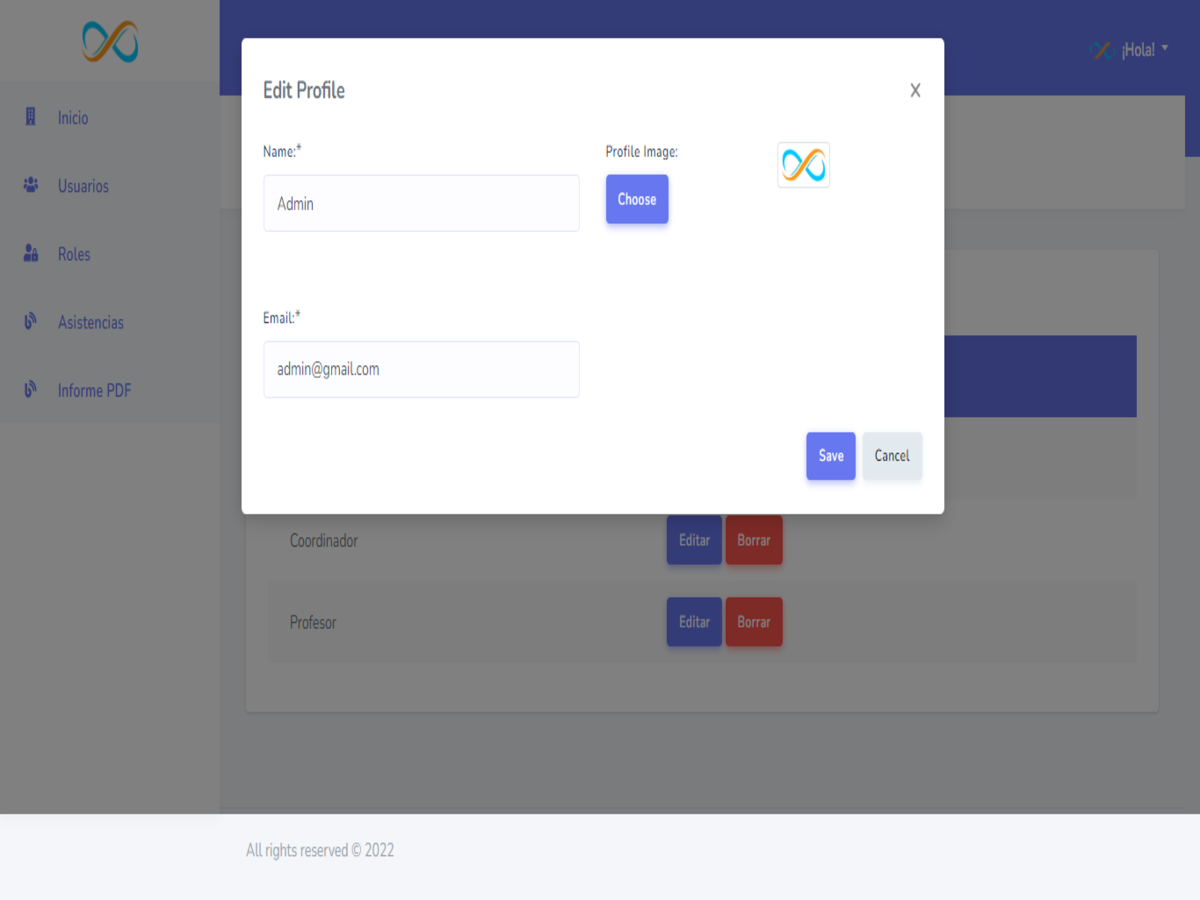 ¡Hola!
Inicio
Usuarios
Roles
Asistencias
Informe PDF
Edit Profile
X
Name:*
Admin
Profile Image:
Choose
Email:*
admin@gmail.com
Save Cancel
Coordinador Editar Borrar
Profesor Editar Borrar
All rights reserved © 2022